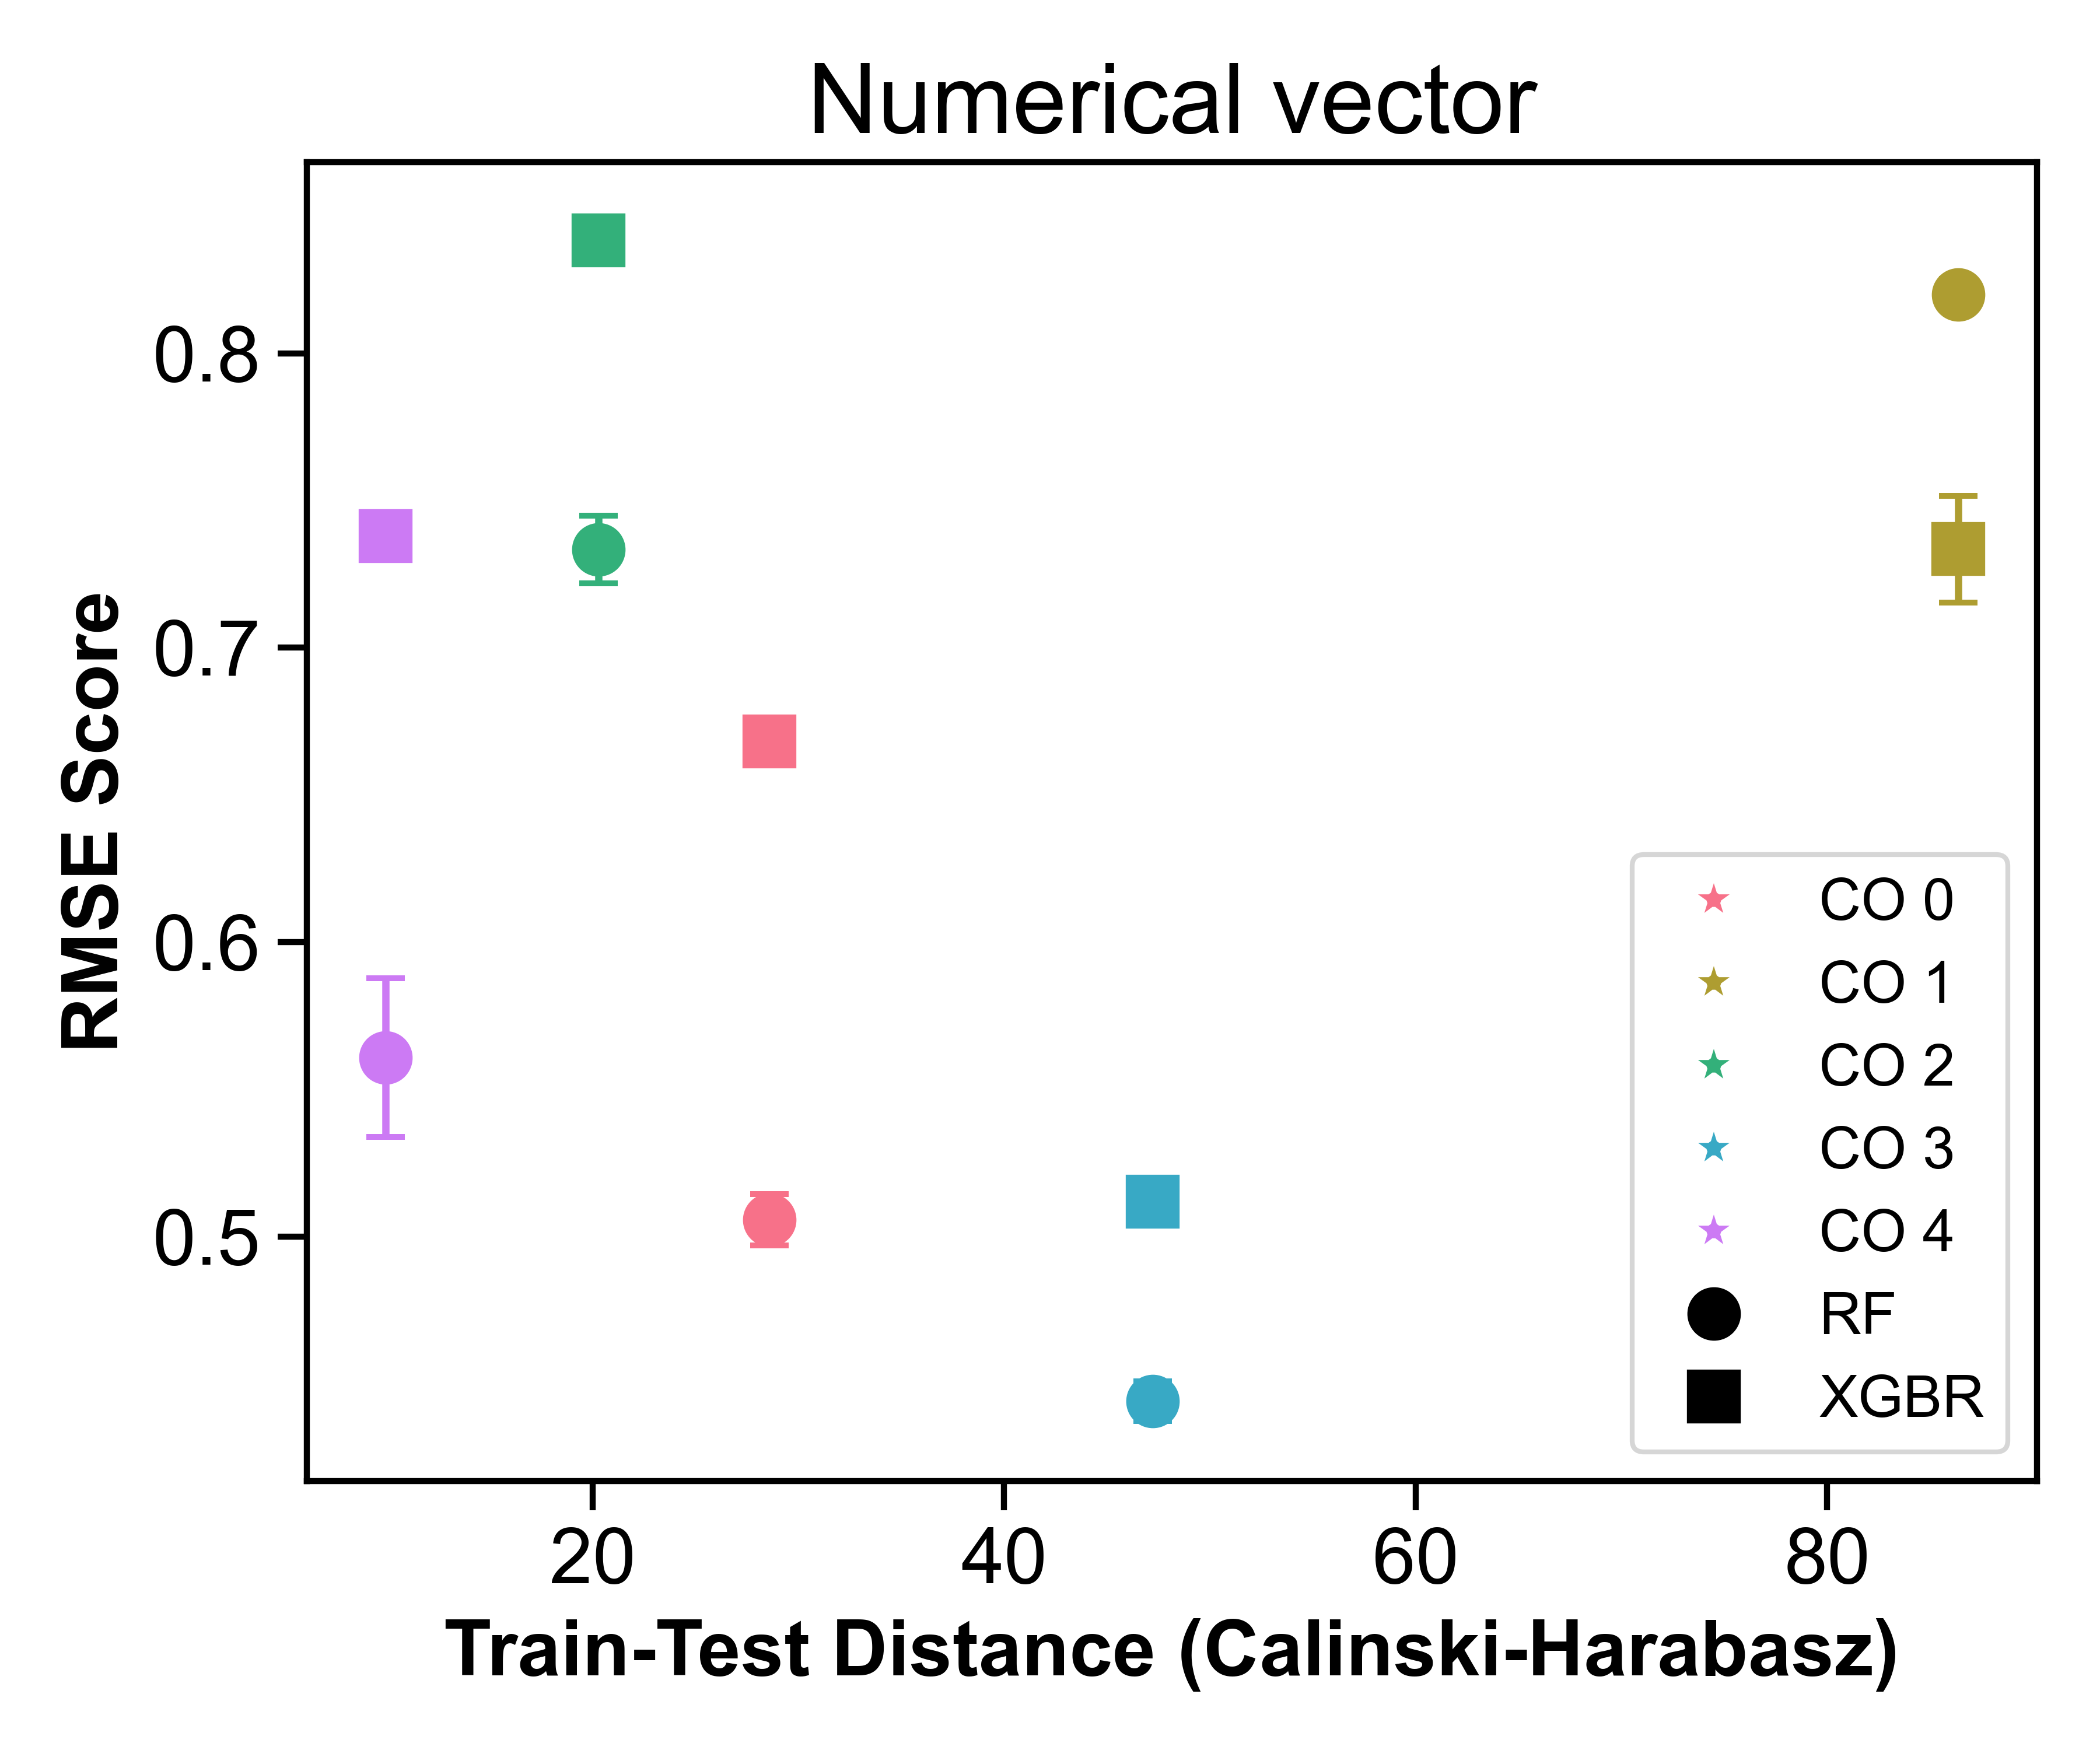 Numerical vector
RMSE Score
0.8
0.7
0.6
0.5
20 40 60 80
Train-Test Distance (Calinski-Harabasz)
CO 0
CO 1
CO 2
CO 3
CO 4
RF
XGBR